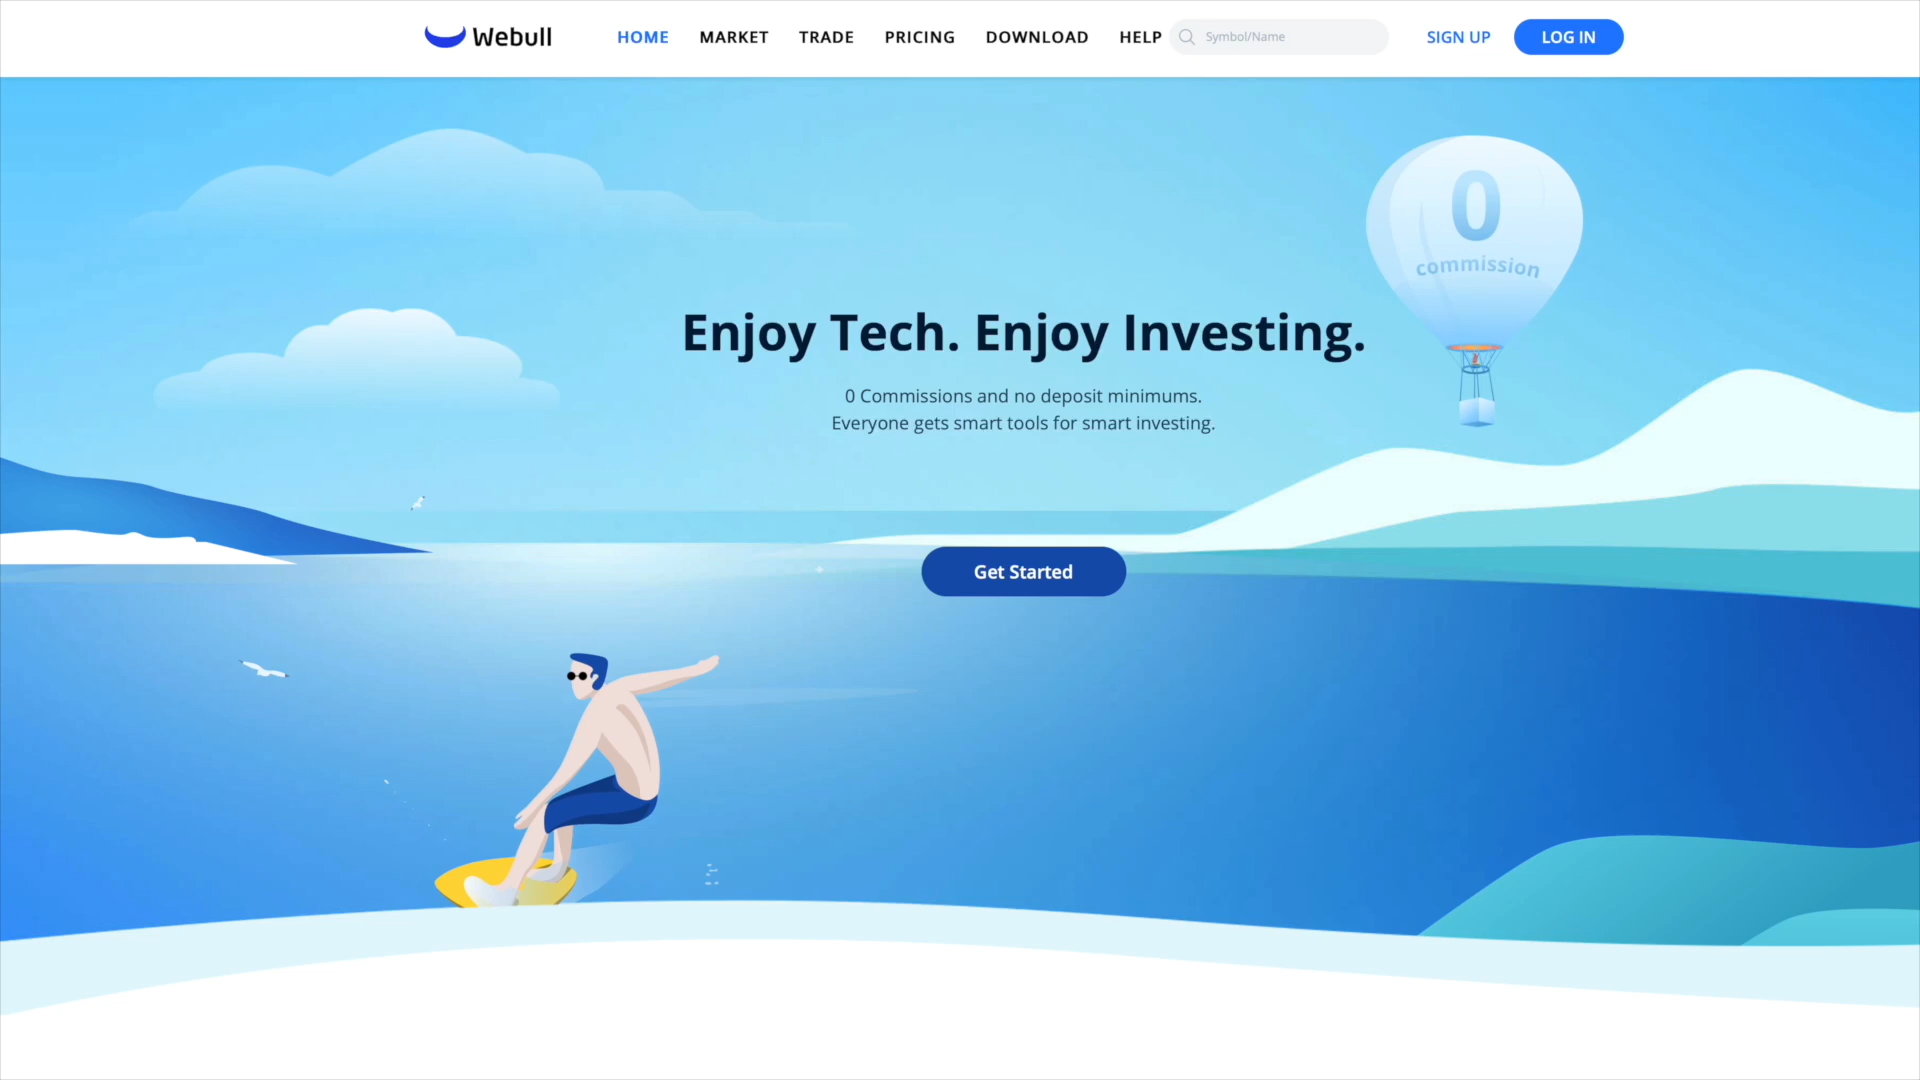 Webull
HOME MARKET TRADE PRICING DOWNLOAD HELP
Symbol/Name
SIGN UP
LOG IN
0
commission
Enjoy Tech. Enjoy Investing.
0 Commissions and no deposit minimums.
Everyone gets smart tools for smart investing.
Get Started